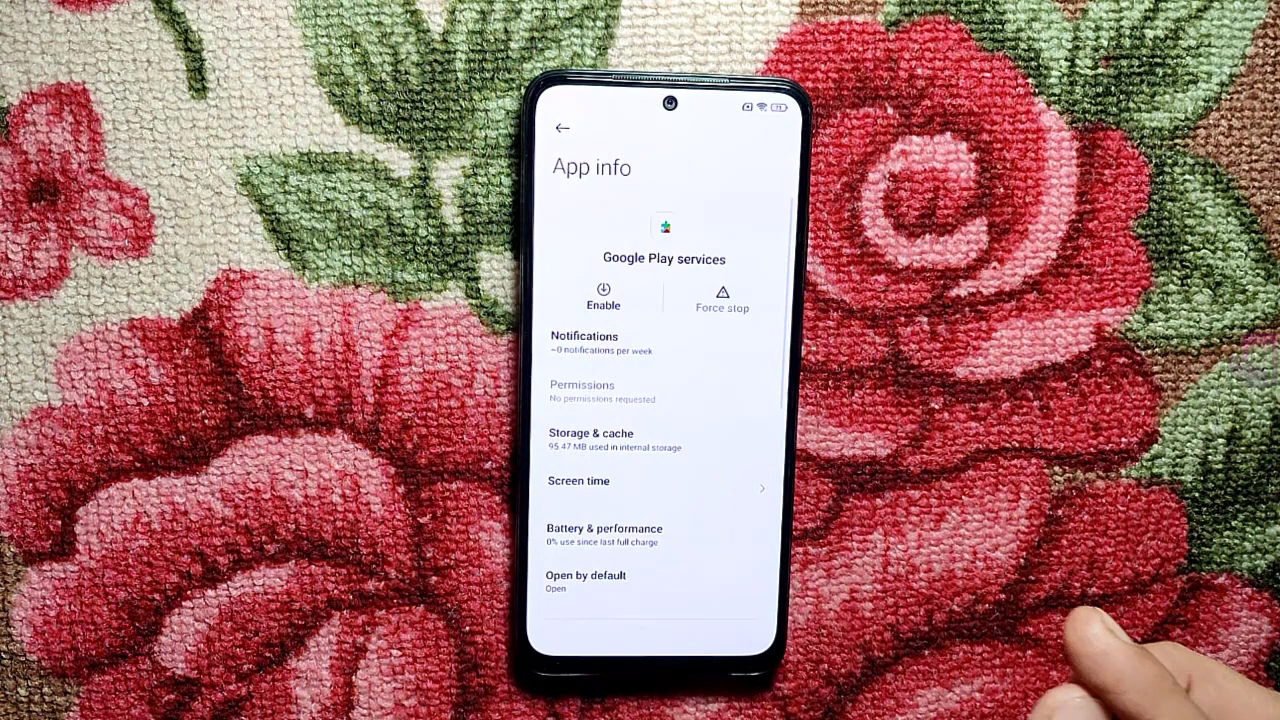 App info
Google Play services
Enable
Force stop
Notifications
~0 notifications per week
Permissions
No permissions requested
Storage & cache
95.47 MB used in internal storage
Screen time
Battery & performance
0% use since last full charge
Open by default
Open